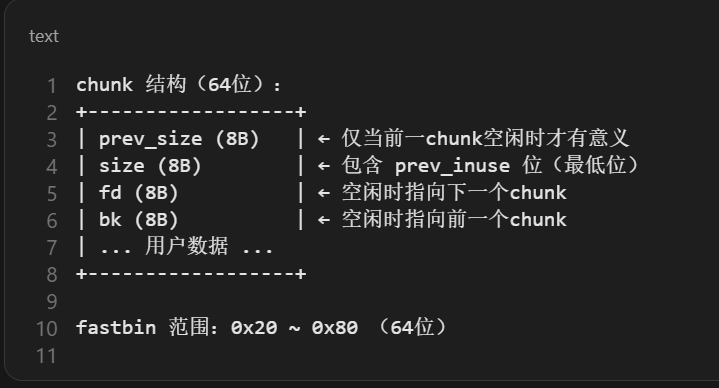 text
1 chunk 结构（64位）：
2 +------------------+
3 | prev_size (8B)   | ← 仅当前一chunk空闲时才有意义
4 | size (8B)        | ← 包含 prev_inuse 位（最低位）
5 | fd (8B)          | ← 空闲时指向下一个chunk
6 | bk (8B)          | ← 空闲时指向前一个chunk
7 | ... 用户数据 ...
8 +------------------+
9
10 fastbin 范围：0x20 ~ 0x80 （64位）
11